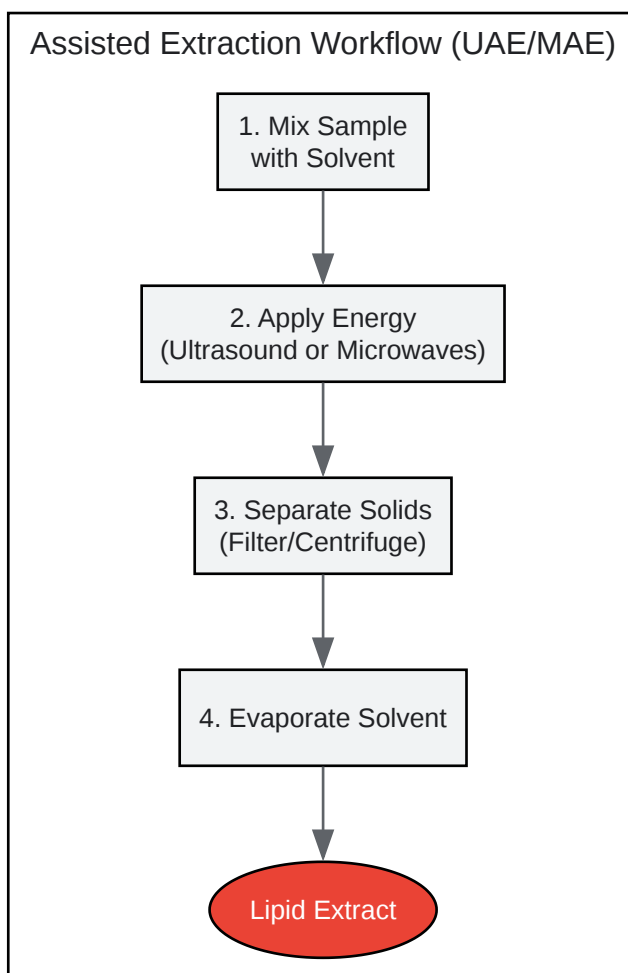 Assisted Extraction Workflow (UAE/MAE)
1. Mix Sample
with Solvent
2. Apply Energy
(Ultrasound or Microwaves)
3. Separate Solids
(Filter/Centrifuge)
4. Evaporate Solvent
Lipid Extract